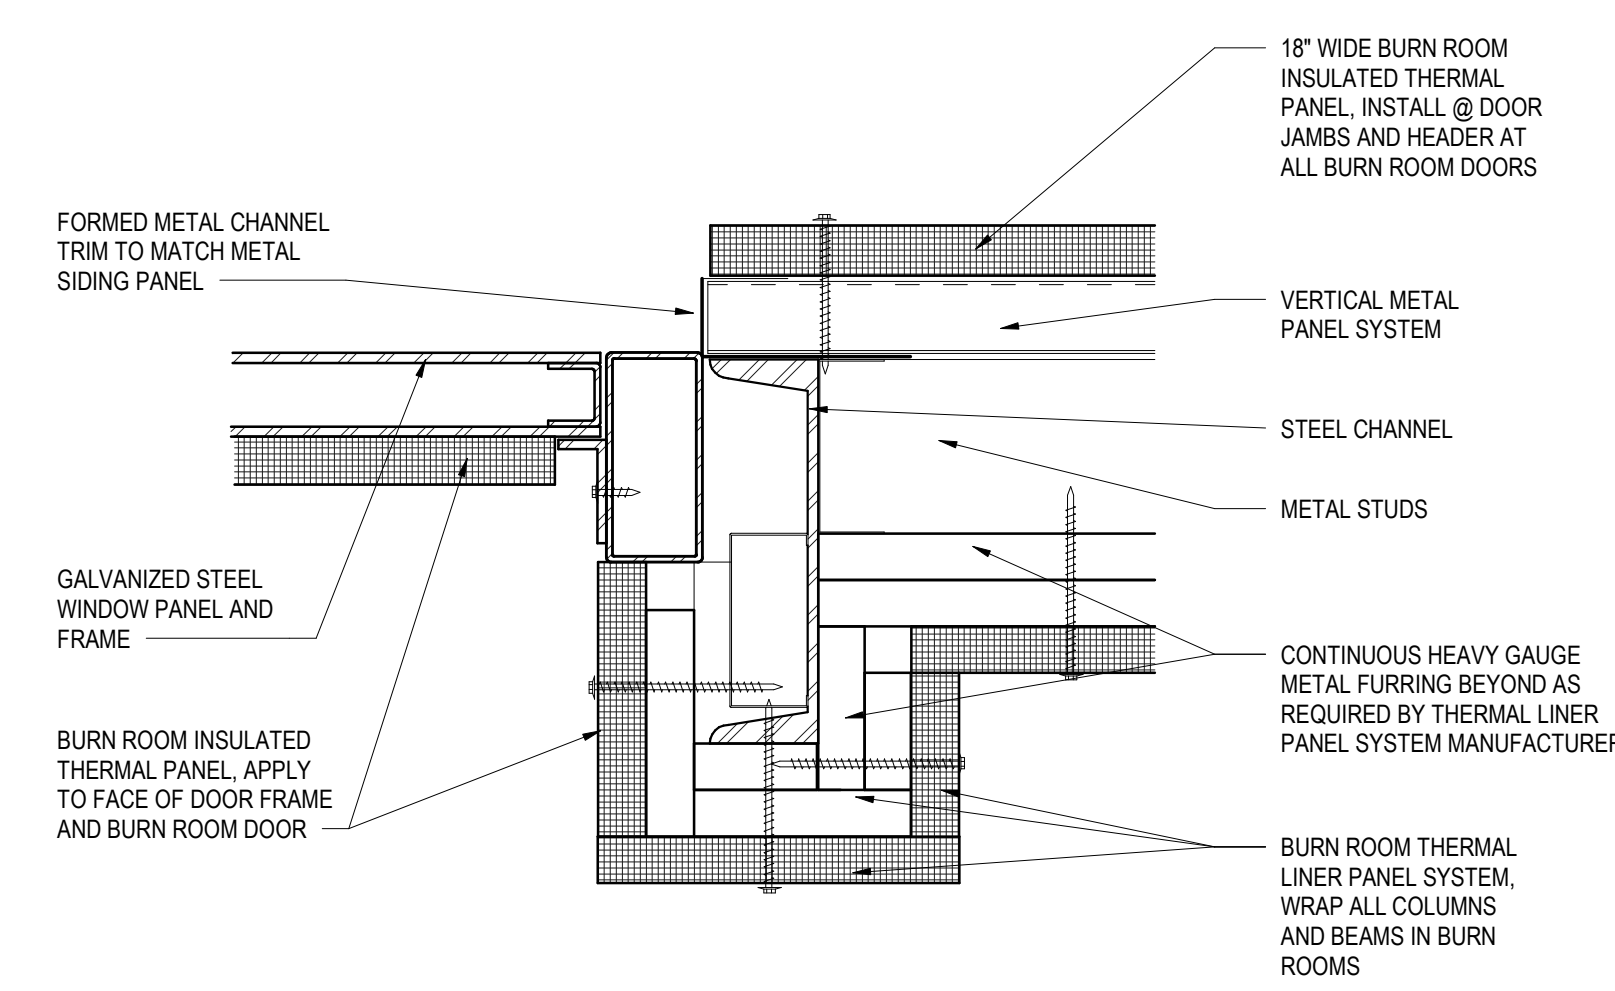 18" WIDE BURN ROOM
INSULATED THERMAL
PANEL, INSTALL @ DOOR
JAMBS AND HEADER AT
ALL BURN ROOM DOORS
FORMED METAL CHANNEL
TRIM TO MATCH METAL
SIDING PANEL
VERTICAL METAL
PANEL SYSTEM
STEEL CHANNEL
METAL STUDS
GALVANIZED STEEL
WINDOW PANEL AND
FRAME
CONTINUOUS HEAVY GAUGE
METAL FURRING BEYOND AS
REQUIRED BY THERMAL LINER
PANEL SYSTEM MANUFACTURER
BURN ROOM INSULATED
THERMAL PANEL, APPLY
TO FACE OF DOOR FRAME
AND BURN ROOM DOOR
BURN ROOM THERMAL
LINER PANEL SYSTEM,
WRAP ALL COLUMNS
AND BEAMS IN BURN
ROOMS